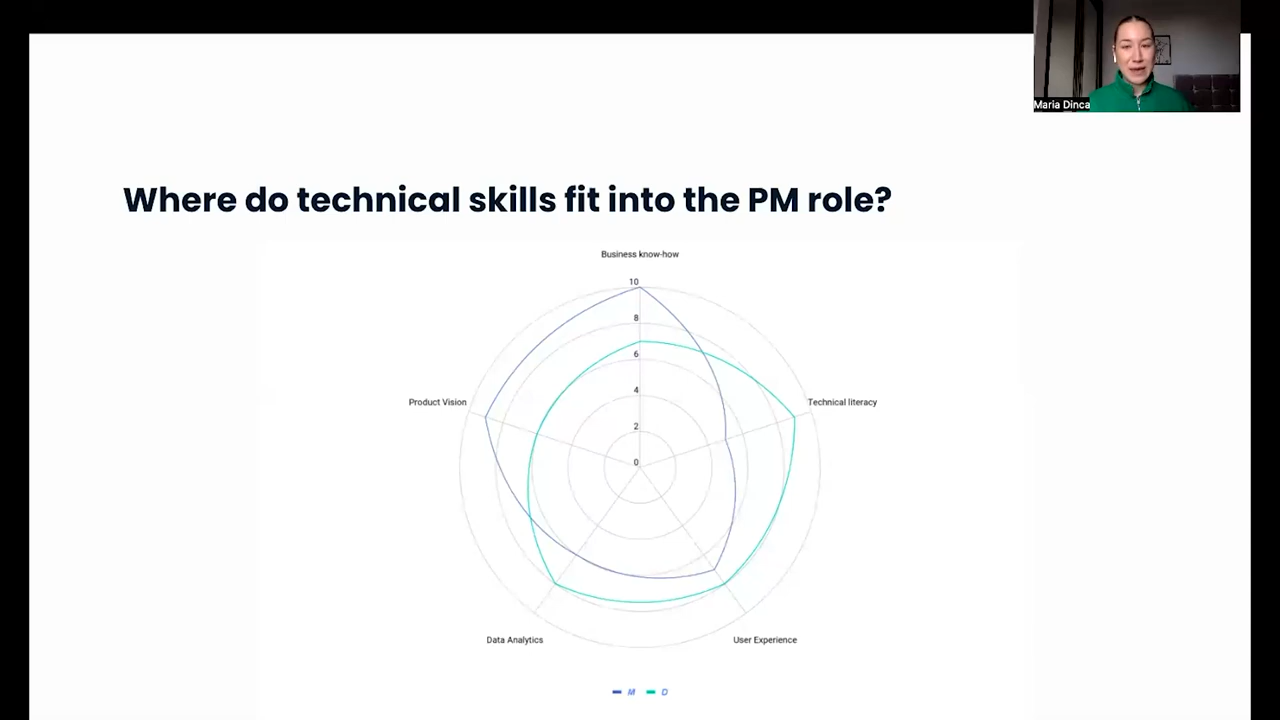 Maria Dinca
Where do technical skills fit into the PM role?
Business know-how
10
8
6
4
2
0
Product Vision
Technical literacy
Data Analytics
User Experience
M D